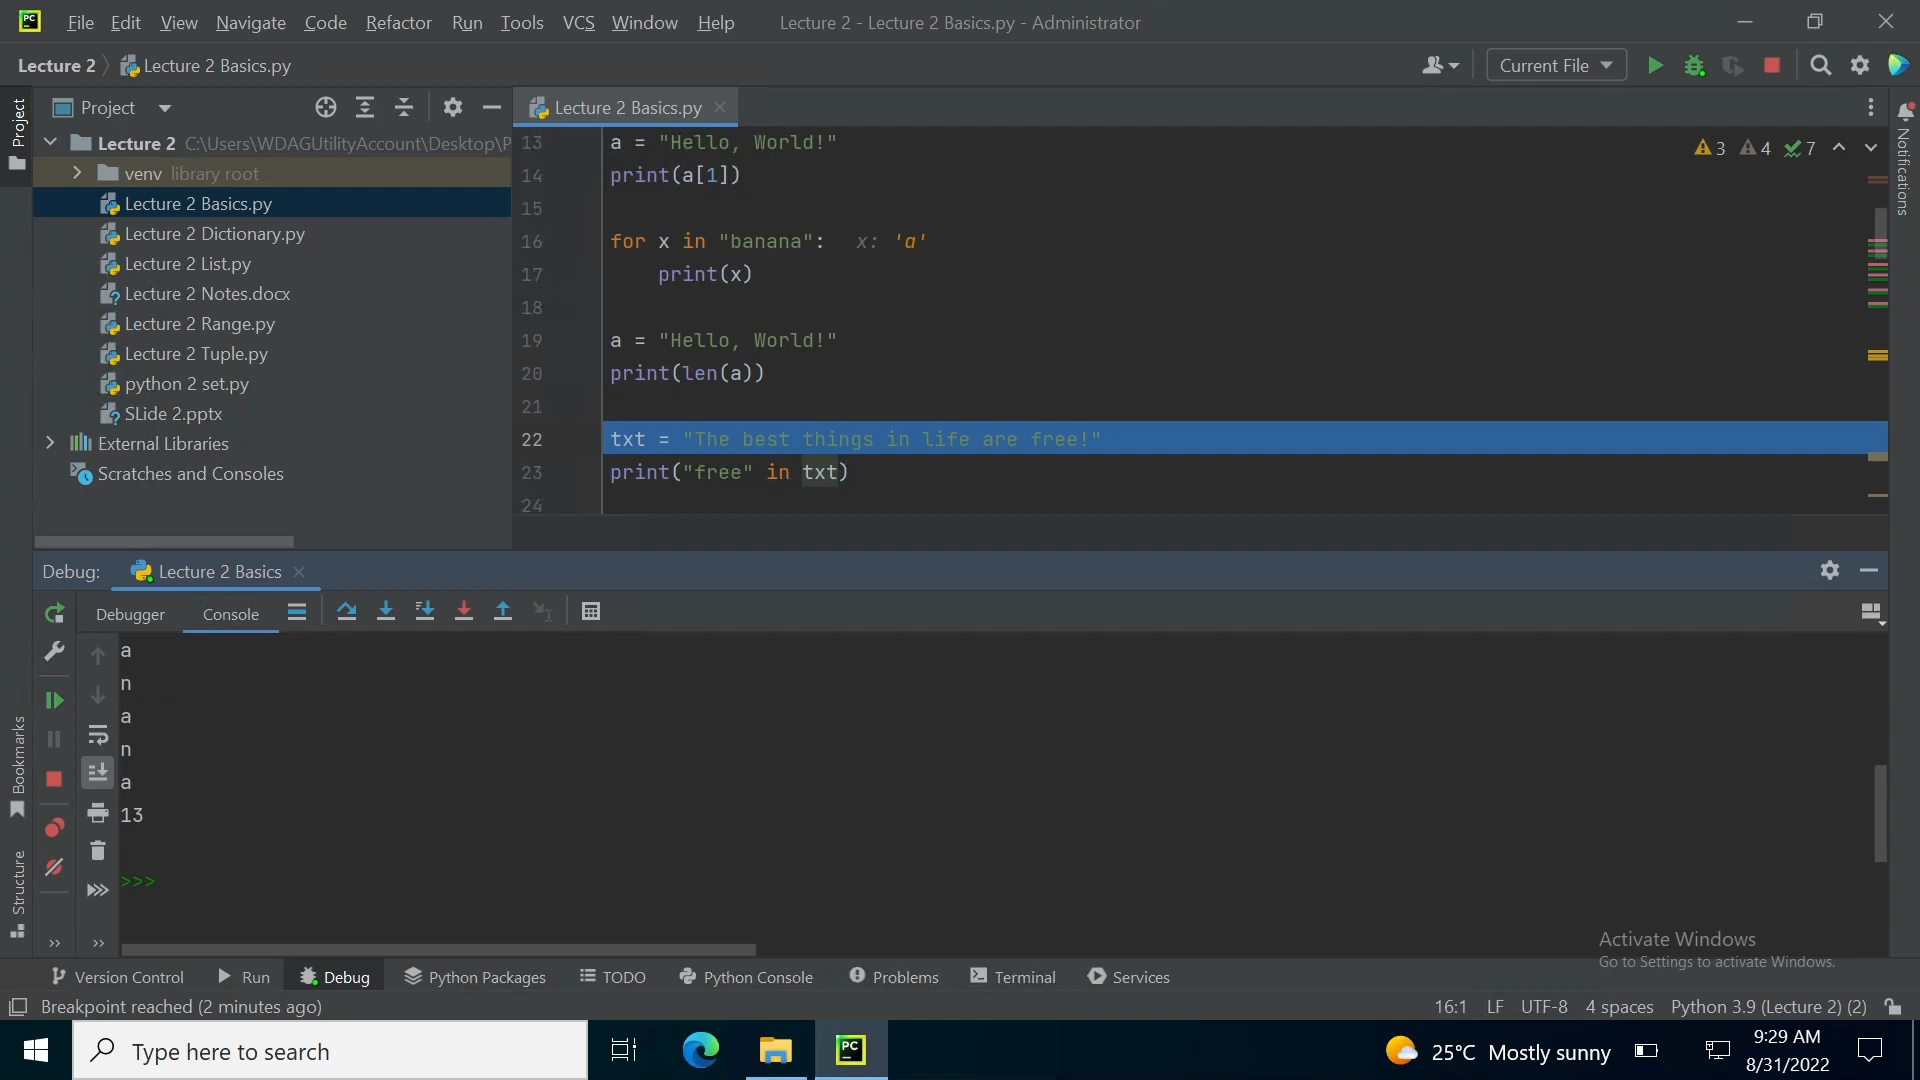 PC File Edit View Navigate Code Refactor Run Tools VCS Window Help Lecture 2 - Lecture 2 Basics.py - Administrator
Lecture 2 Lecture 2 Basics.py
Current File
Project
Project
Lecture 2 Basics.py
Lecture 2 C:\Users\WDAGUtilityAccount\Desktop\P
venv library root
Lecture 2 Basics.py
Lecture 2 Dictionary.py
Lecture 2 List.py
Lecture 2 Notes.docx
Lecture 2 Range.py
Lecture 2 Tuple.py
python 2 set.py
SLide 2.pptx
External Libraries
Scratches and Consoles
3 4 7
Notifications
13 a = "Hello, World!"
14 print(a[1])
15
16 for x in "banana": x: 'a'
17 print(x)
18
19 a = "Hello, World!"
20 print(len(a))
21
22 txt = "The best things in life are free!"
23 print("free" in txt)
24
Debug: Lecture 2 Basics
Debugger Console
a
n
a
n
a
13
>>>
Bookmarks
Structure
Activate Windows
Go to Settings to activate Windows.
Version Control Run Debug Python Packages TODO Python Console Problems Terminal Services
Breakpoint reached (2 minutes ago)
16:1 LF UTF-8 4 spaces Python 3.9 (Lecture 2) (2)
Type here to search
PC
25°C Mostly sunny
9:29 AM
8/31/2022